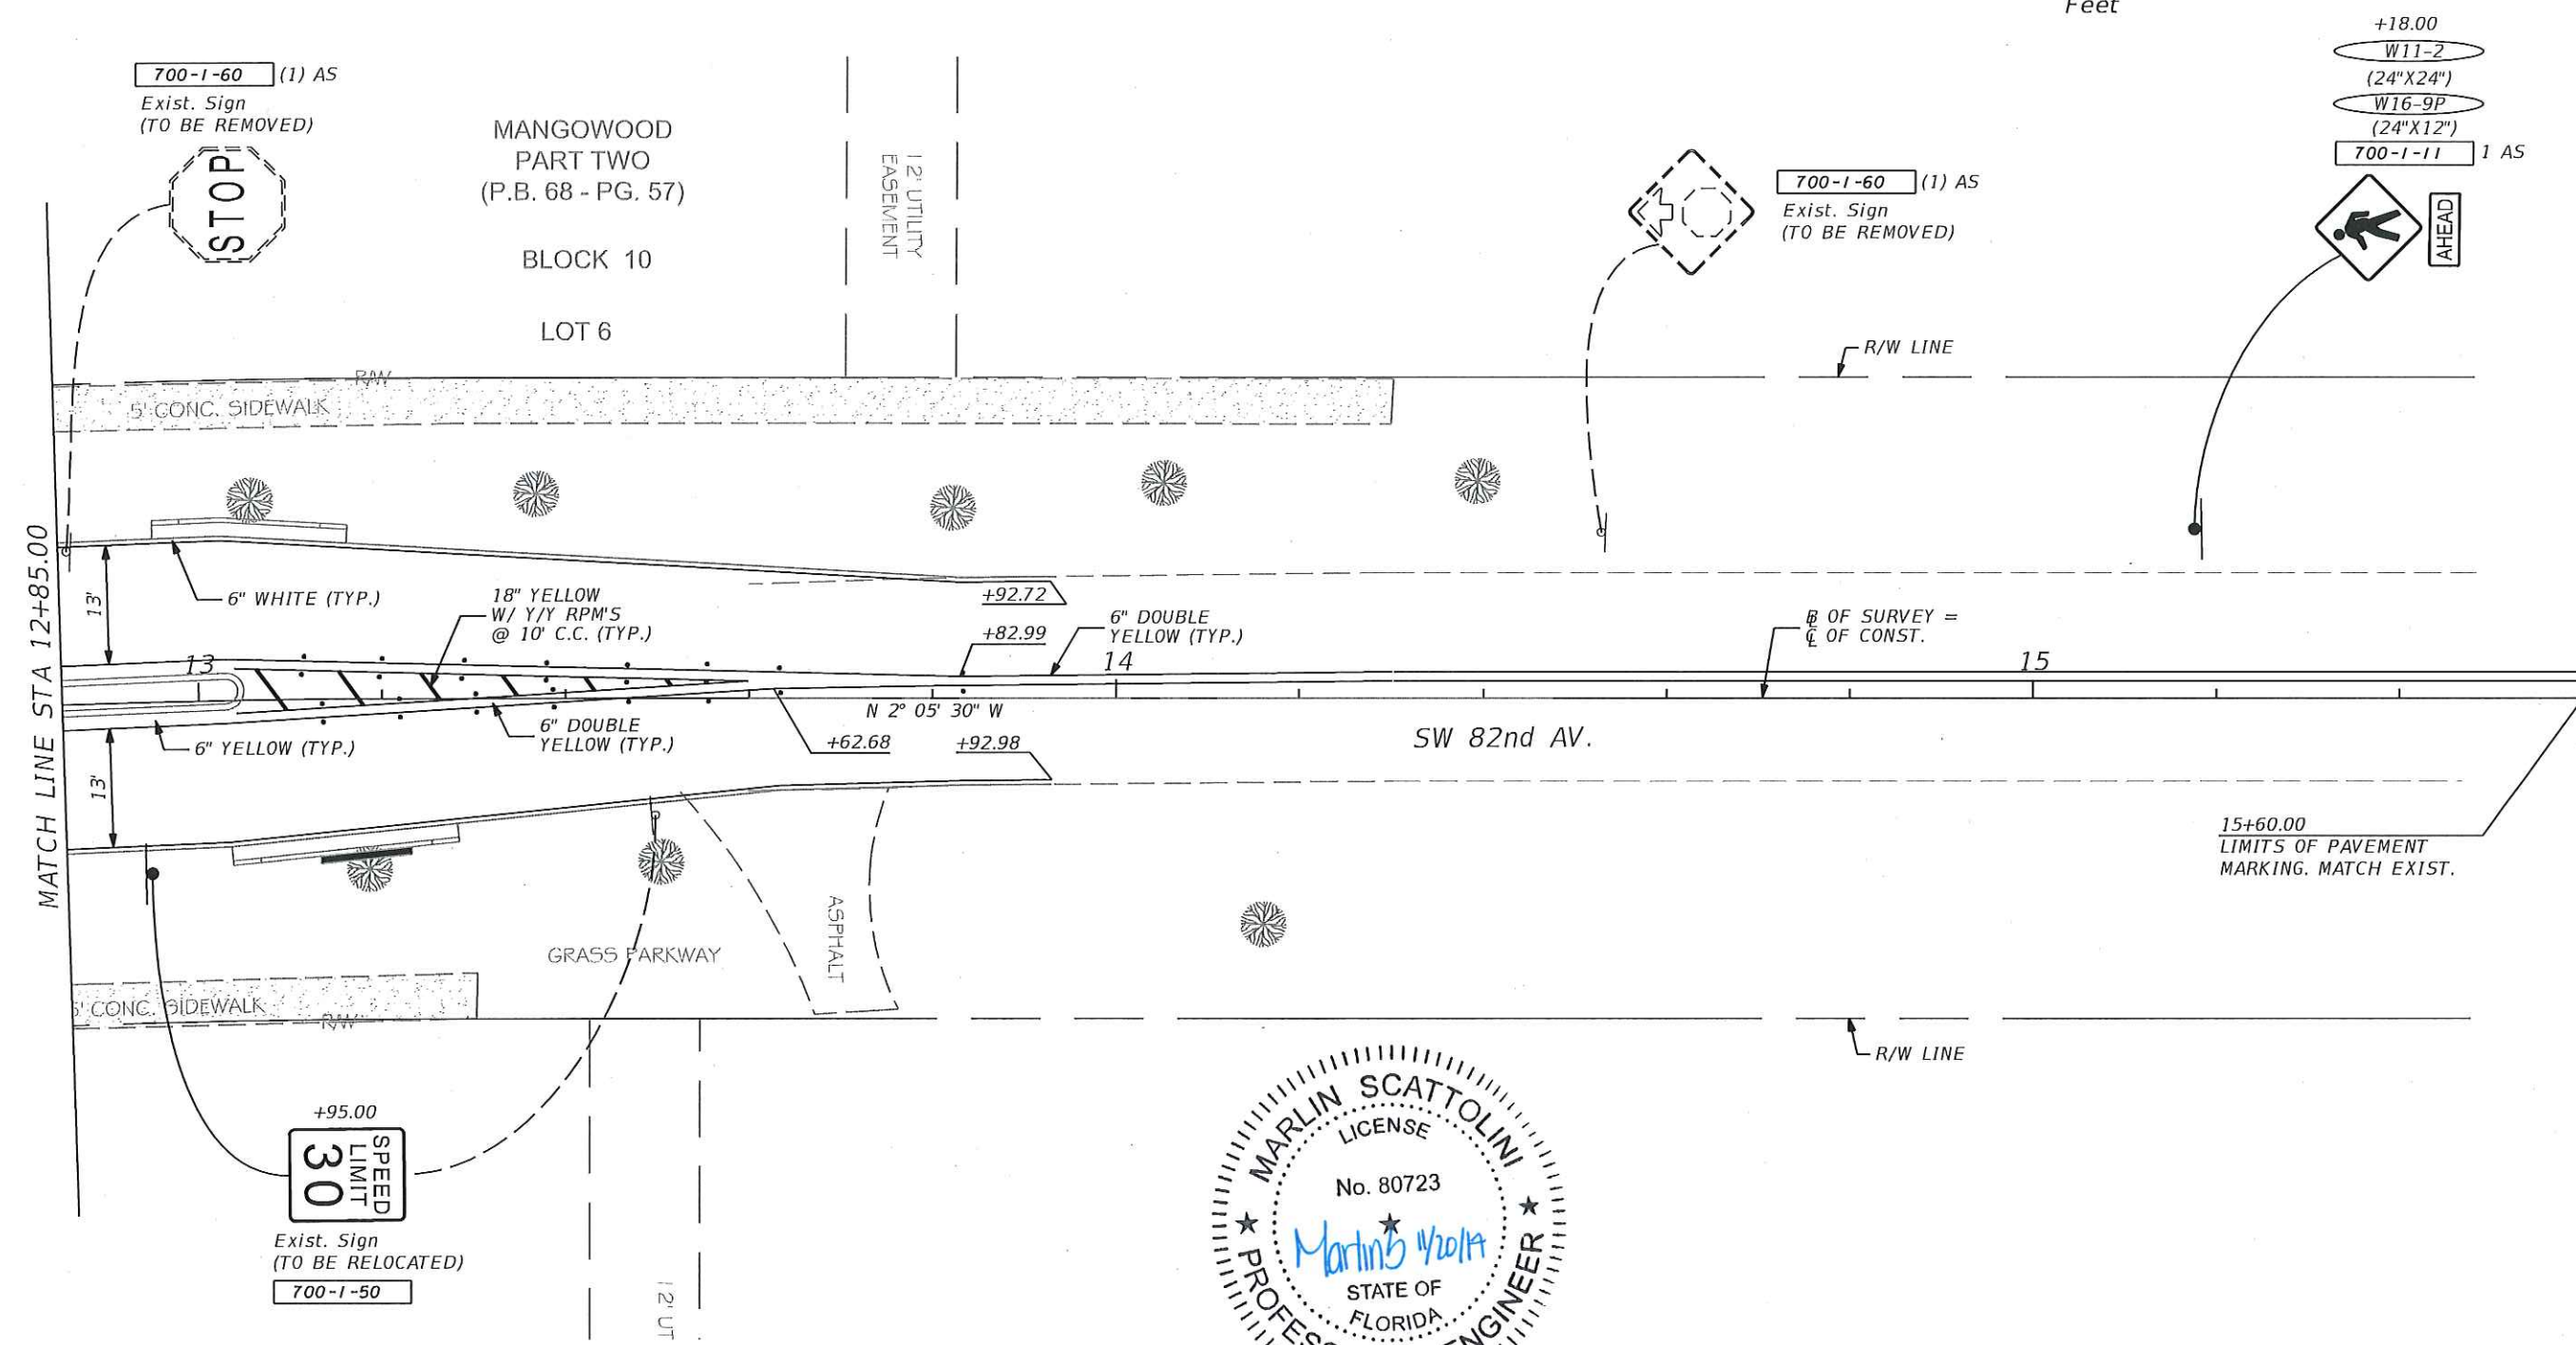 Feet
+18.00
W11-2
(24"X24")
W16-9P
(24"X12")
700-1-11 1 AS
AHEAD
700-1-60 (1) AS
Exist. Sign
(TO BE REMOVED)
STOP
MANGOWOOD
PART TWO
(P.B. 68 - PG. 57)
BLOCK 10
LOT 6
12' UTILITY
EASEMENT
700-1-60 (1) AS
Exist. Sign
(TO BE REMOVED)
R/W LINE
R/W
5' CONC. SIDEWALK
MATCH LINE STA 12+85.00
13'
6" WHITE (TYP.)
18" YELLOW
W/ Y/Y RPM'S
@ 10' C.C. (TYP.)
+92.72
+82.99
6" DOUBLE
YELLOW (TYP.)
B OF SURVEY =
C OF CONST.
13
14
15
N 2° 05' 30" W
6" YELLOW (TYP.)
6" DOUBLE
YELLOW (TYP.)
+62.68
+92.98
SW 82nd AV.
13'
15+60.00
LIMITS OF PAVEMENT
MARKING. MATCH EXIST.
ASPHALT
GRASS PARKWAY
5' CONC. SIDEWALK
R/W
R/W LINE
+95.00
SPEED
LIMIT
30
Exist. Sign
(TO BE RELOCATED)
700-1-50
12' UT
MARLIN SCATTOLINI
LICENSE
No. 80723
STATE OF
FLORIDA